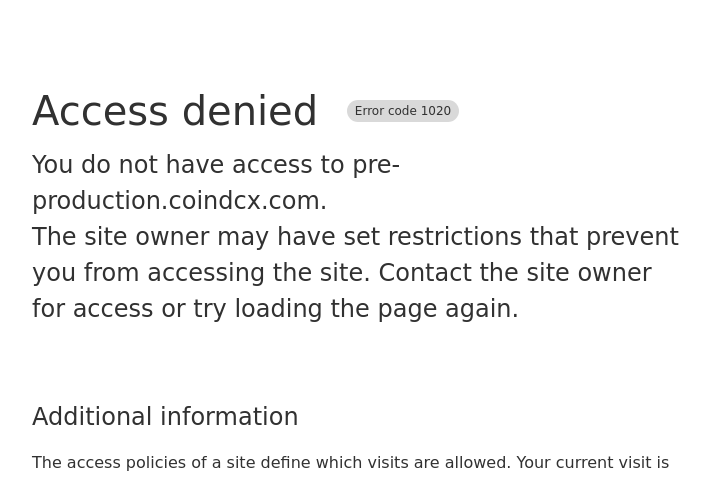 Access denied Error code 1020
You do not have access to pre-
production.coindcx.com.
The site owner may have set restrictions that prevent
you from accessing the site. Contact the site owner
for access or try loading the page again.
Additional information
The access policies of a site define which visits are allowed. Your current visit is